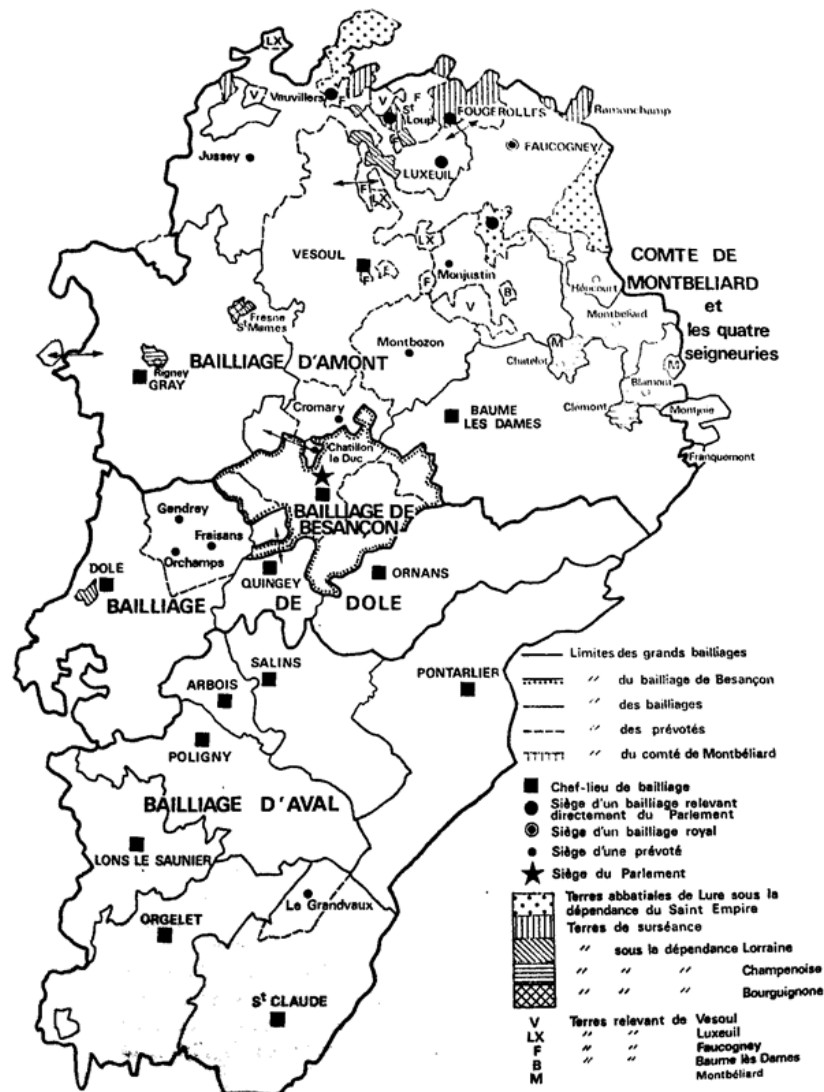 LX
V
Vauvillers
F
V
F
St Loup
FOUGEROLLES
Ramonchamp
Jussey
LUXEUIL
FAUCOGNEY
F
LX
VESOUL
LX
F
F
Monjustin
F
B
V
COMTE DE
MONTBELIARD
et
les quatre
seigneuries
Héricourt
Montbéliard
Fresne
St Mames
Montbozon
M
Chatelot
M
Blamont
Clemont
Montjoie
Franquemont
Rigney
GRAY
BAILLIAGE D'AMONT
Cromary
BAUME
LES DAMES
Chatillon
le Duc
BAILLIAGE DE
BESANÇON
Gendrey
Fraisans
Orchamps
DOLE
QUINGEY
ORNANS
BAILLIAGE DE DOLE
SALINS
ARBOIS
PONTARLIER
POLIGNY
BAILLIAGE D'AVAL
LONS LE SAUNIER
Le Grandvaux
ORGELET
St CLAUDE
Limites des grands bailliages
" du bailliage de Besançon
" des bailliages
" des prévotés
" du comté de Montbéliard
Chef-lieu de bailliage
Siège d'un bailliage relevant
directement du Parlement
Siège d'un bailliage royal
Siège d'une prévoté
Siège du Parlement
Terres abbatiales de Lure sous la
dépendance du Saint Empire
Terres de surséance
" sous la dépendance Lorraine
" " " Champenoise
" " " Bourguignone
V Terres relevant de Vesoul
LX " " Luxeuil
F " " Faucogney
B " " Baume lès Dames
M Montbéliard